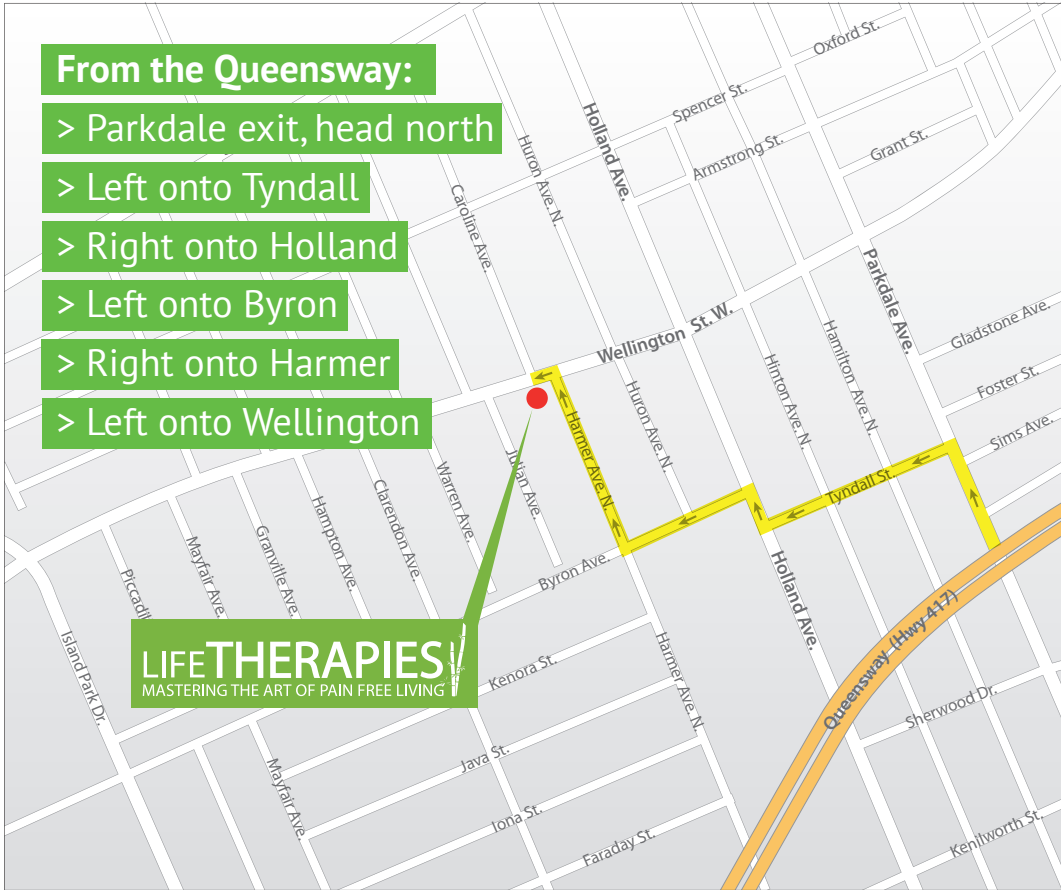 From the Queensway:
> Parkdale exit, head north
> Left onto Tyndall
> Right onto Holland
> Left onto Byron
> Right onto Harmer
> Left onto Wellington
Oxford St.
Spencer St.
Holland Ave.
Huron Ave. N.
Armstrong St.
Grant St.
Caroline Ave.
Parkdale Ave.
Gladstone Ave.
Wellington St. W.
Hamilton Ave. N.
Hinton Ave. N.
Foster St.
Huron Ave. N.
Harmer Ave. N.
Sims Ave.
Julian Ave.
Warren Ave.
Tyndall St.
Clarendon Ave.
Hampton Ave.
Granville Ave.
Mayfair Ave.
Byron Ave.
Holland Ave.
Queensway (Hwy 417)
Island Park Dr.
LIFETHERAPIES
MASTERING THE ART OF PAIN FREE LIVING
Kenora St.
Harmer Ave. N.
Sherwood Dr.
Java St.
Mayfair Ave.
Iona St.
Faraday St.
Kenilworth St.